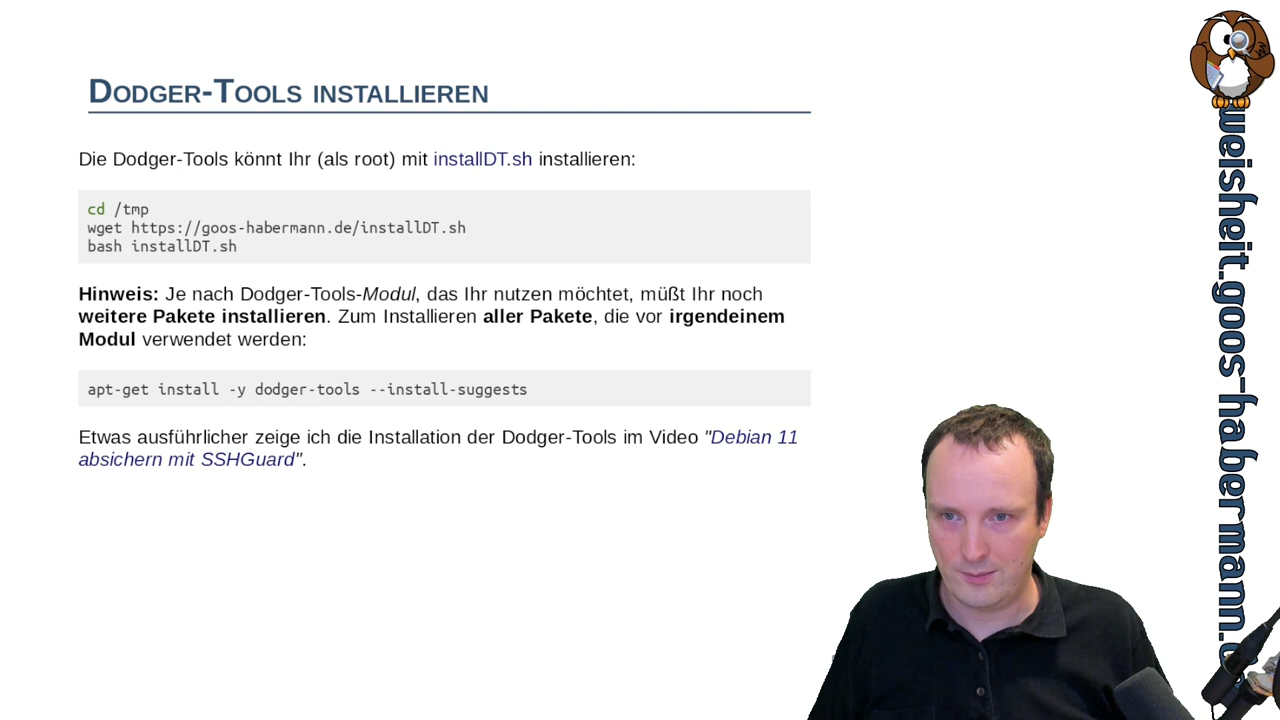 Dodger-Tools installieren
Die Dodger-Tools könnt Ihr (als root) mit installDT.sh installieren:
cd /tmp
wget https://goos-habermann.de/installDT.sh
bash installDT.sh
Hinweis: Je nach Dodger-Tools-Modul, das Ihr nutzen möchtet, müßt Ihr noch
weitere Pakete installieren. Zum Installieren aller Pakete, die vor irgendeinem
Modul verwendet werden:
apt-get install -y dodger-tools --install-suggests
Etwas ausführlicher zeige ich die Installation der Dodger-Tools im Video "Debian 11
absichern mit SSHGuard".
weisheit.goos-habermann.